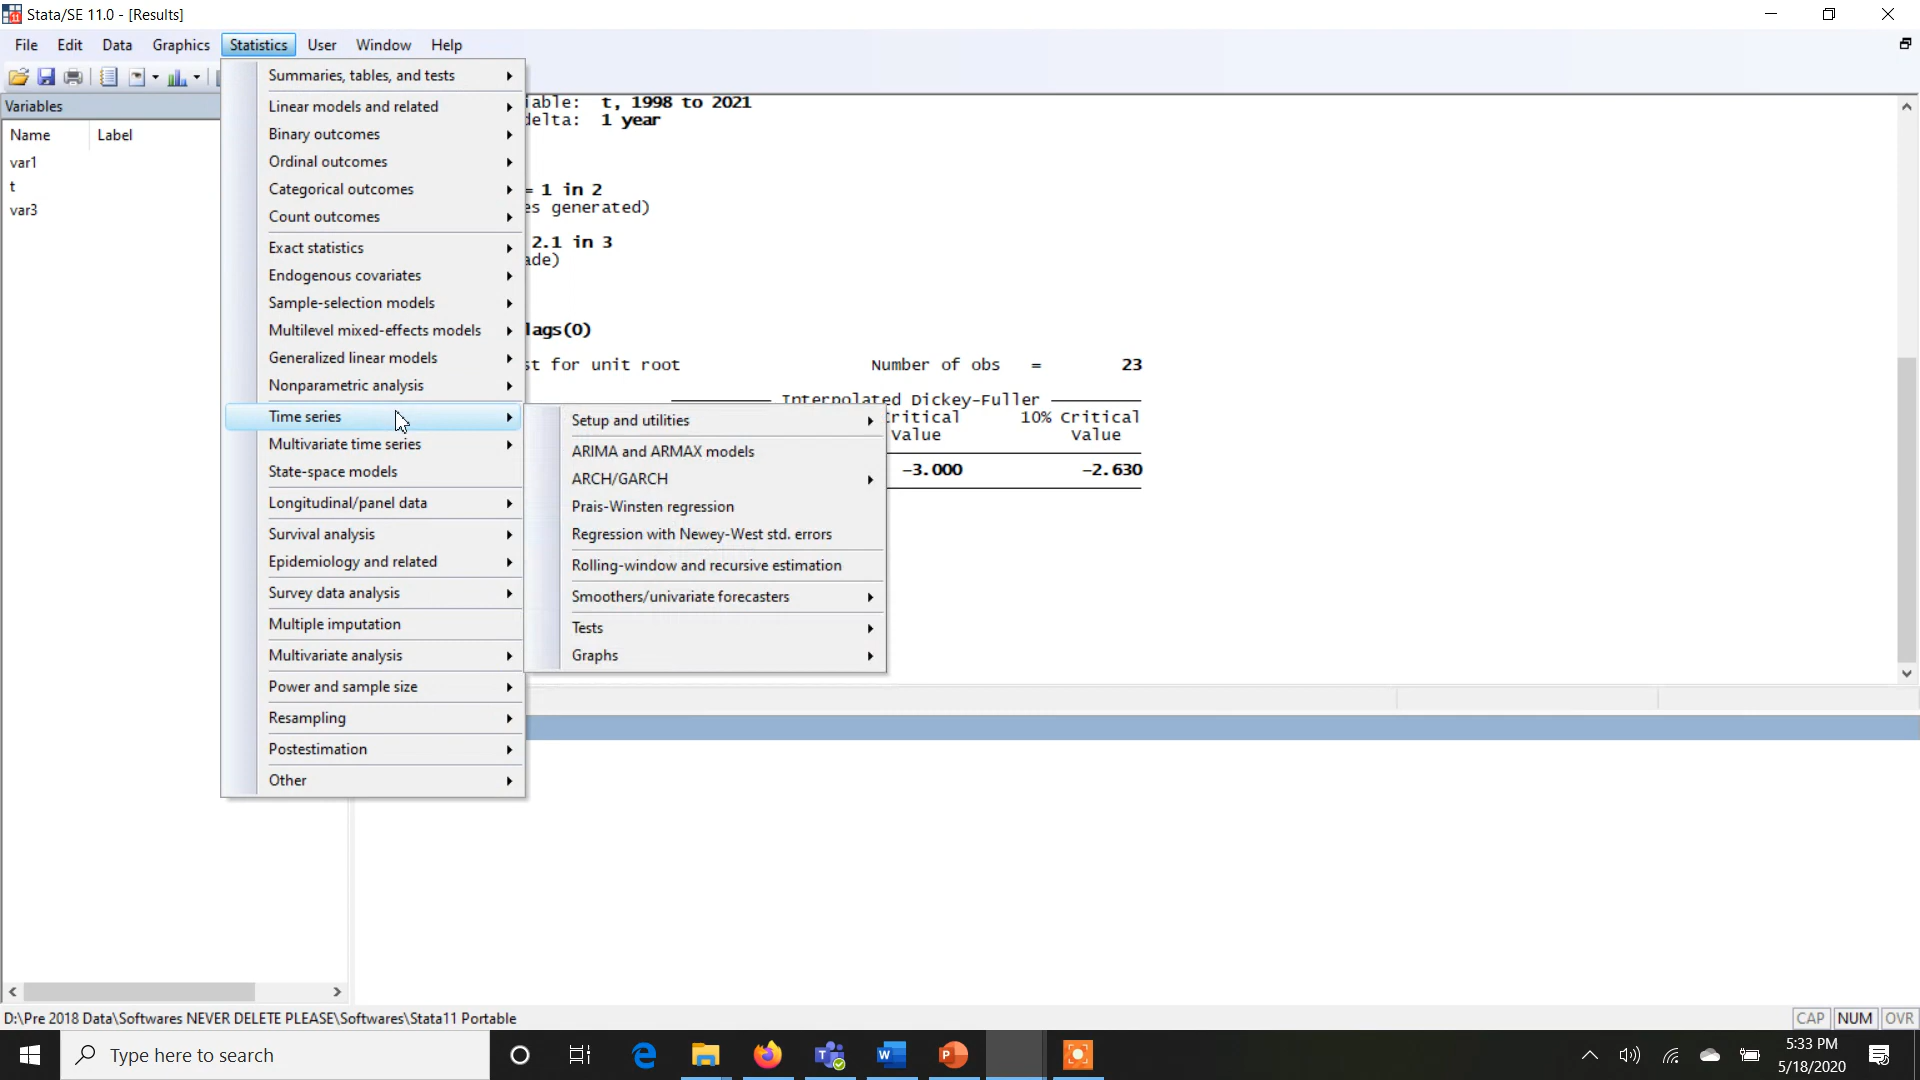 Stata/SE 11.0 - [Results]
File Edit Data Graphics Statistics User Window Help
Variables
Name Label
var1
t
var3
Summaries, tables, and tests
Linear models and related
Binary outcomes
Ordinal outcomes
Categorical outcomes
Count outcomes
Exact statistics
Endogenous covariates
Sample-selection models
Multilevel mixed-effects models
Generalized linear models
Nonparametric analysis
Time series
Multivariate time series
State-space models
Longitudinal/panel data
Survival analysis
Epidemiology and related
Survey data analysis
Multiple imputation
Multivariate analysis
Power and sample size
Resampling
Postestimation
Other
Setup and utilities
ARIMA and ARMAX models
ARCH/GARCH
Prais-Winsten regression
Regression with Newey-West std. errors
Rolling-window and recursive estimation
Smoothers/univariate forecasters
Tests
Graphs
iable: t, 1998 to 2021
delta: 1 year
= 1 in 2
es generated)
2.1 in 3
ade)
lags(0)
st for unit root Number of obs = 23
Interpolated Dickey-Fuller
Critical 10% Critical
Value Value
-3.000 -2.630
D:\Pre 2018 Data\Softwares NEVER DELETE PLEASE\Softwares\Stata11 Portable
CAP NUM OVR
Type here to search
5:33 PM
5/18/2020